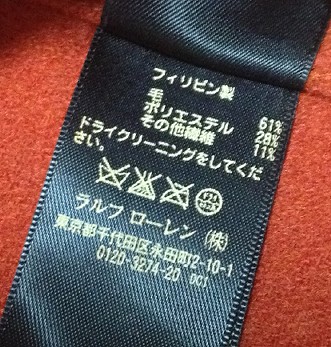 フィリピン製
毛 61%
ポリエステル 28%
その他繊維 11%
ドライクリーニングをしてくだ
さい。
ラルフ ローレン (株)
東京都千代田区永田町2-10-1
0120-3274-20 DCI